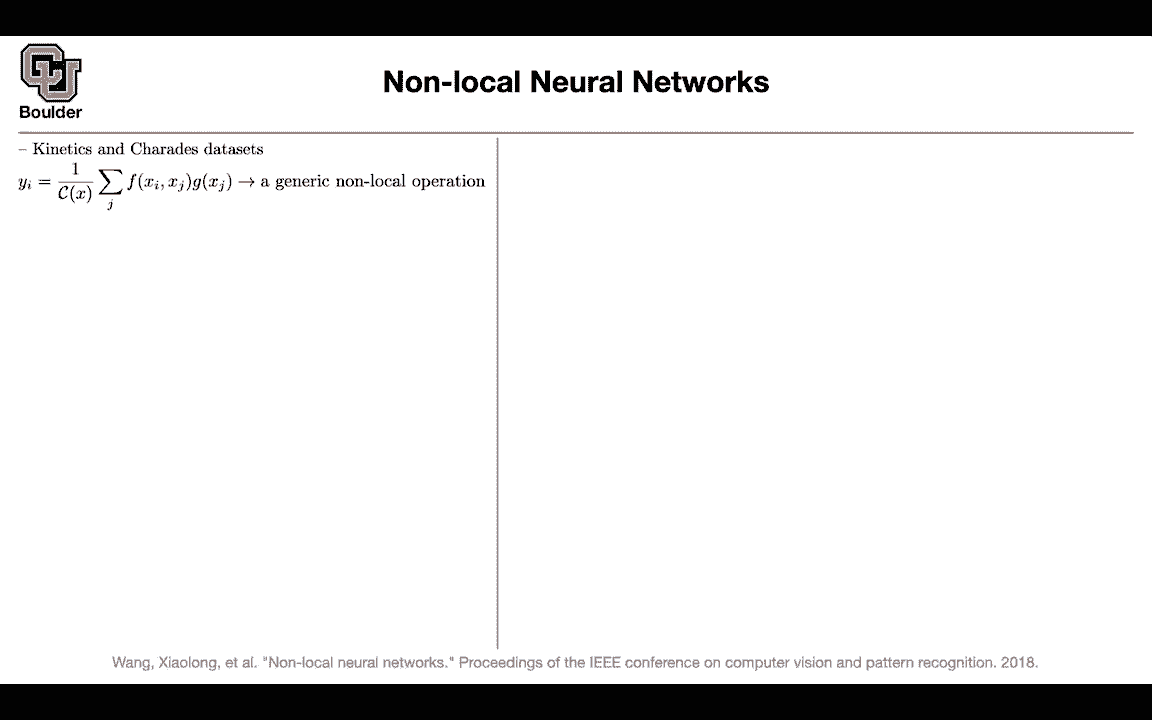 Boulder
Non-local Neural Networks
– Kinetics and Charades datasets
$y_i = \frac{1}{\mathcal{C}(x)} \sum_j f(x_i, x_j) g(x_j)$ → a generic non-local operation
Wang, Xiaolong, et al. "Non-local neural networks." Proceedings of the IEEE conference on computer vision and pattern recognition. 2018.